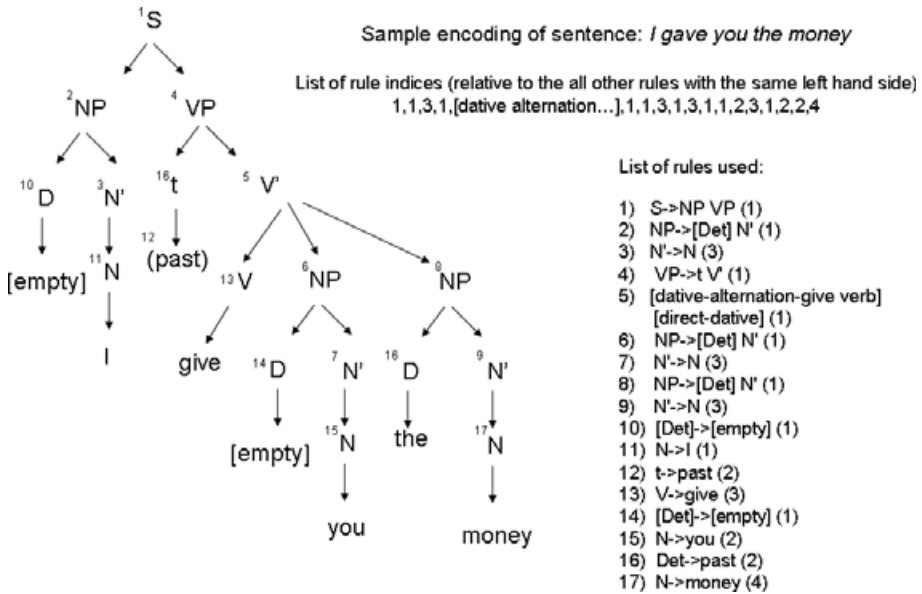 Sample encoding of sentence: I gave you the money
List of rule indices (relative to the all other rules with the same left hand side)
1,1,3,1,[dative alternation...],1,1,3,1,3,1,1,2,3,1,2,2,4
1S
2NP 4VP
10D 3N' 16t 5V'
[empty] 11N 12(past) 13V 6NP 8NP
I give 14D 7N' 16D 9N'
[empty] 15N the 17N
you money
List of rules used:
1) S->NP VP (1)
2) NP->[Det] N' (1)
3) N'->N (3)
4) VP->t V' (1)
5) [dative-alternation-give verb]
[direct-dative] (1)
6) NP->[Det] N' (1)
7) N'->N (3)
8) NP->[Det] N' (1)
9) N'->N (3)
10) [Det]->[empty] (1)
11) N->I (1)
12) t->past (2)
13) V->give (3)
14) [Det]->[empty] (1)
15) N->you (2)
16) Det->past (2)
17) N->money (4)